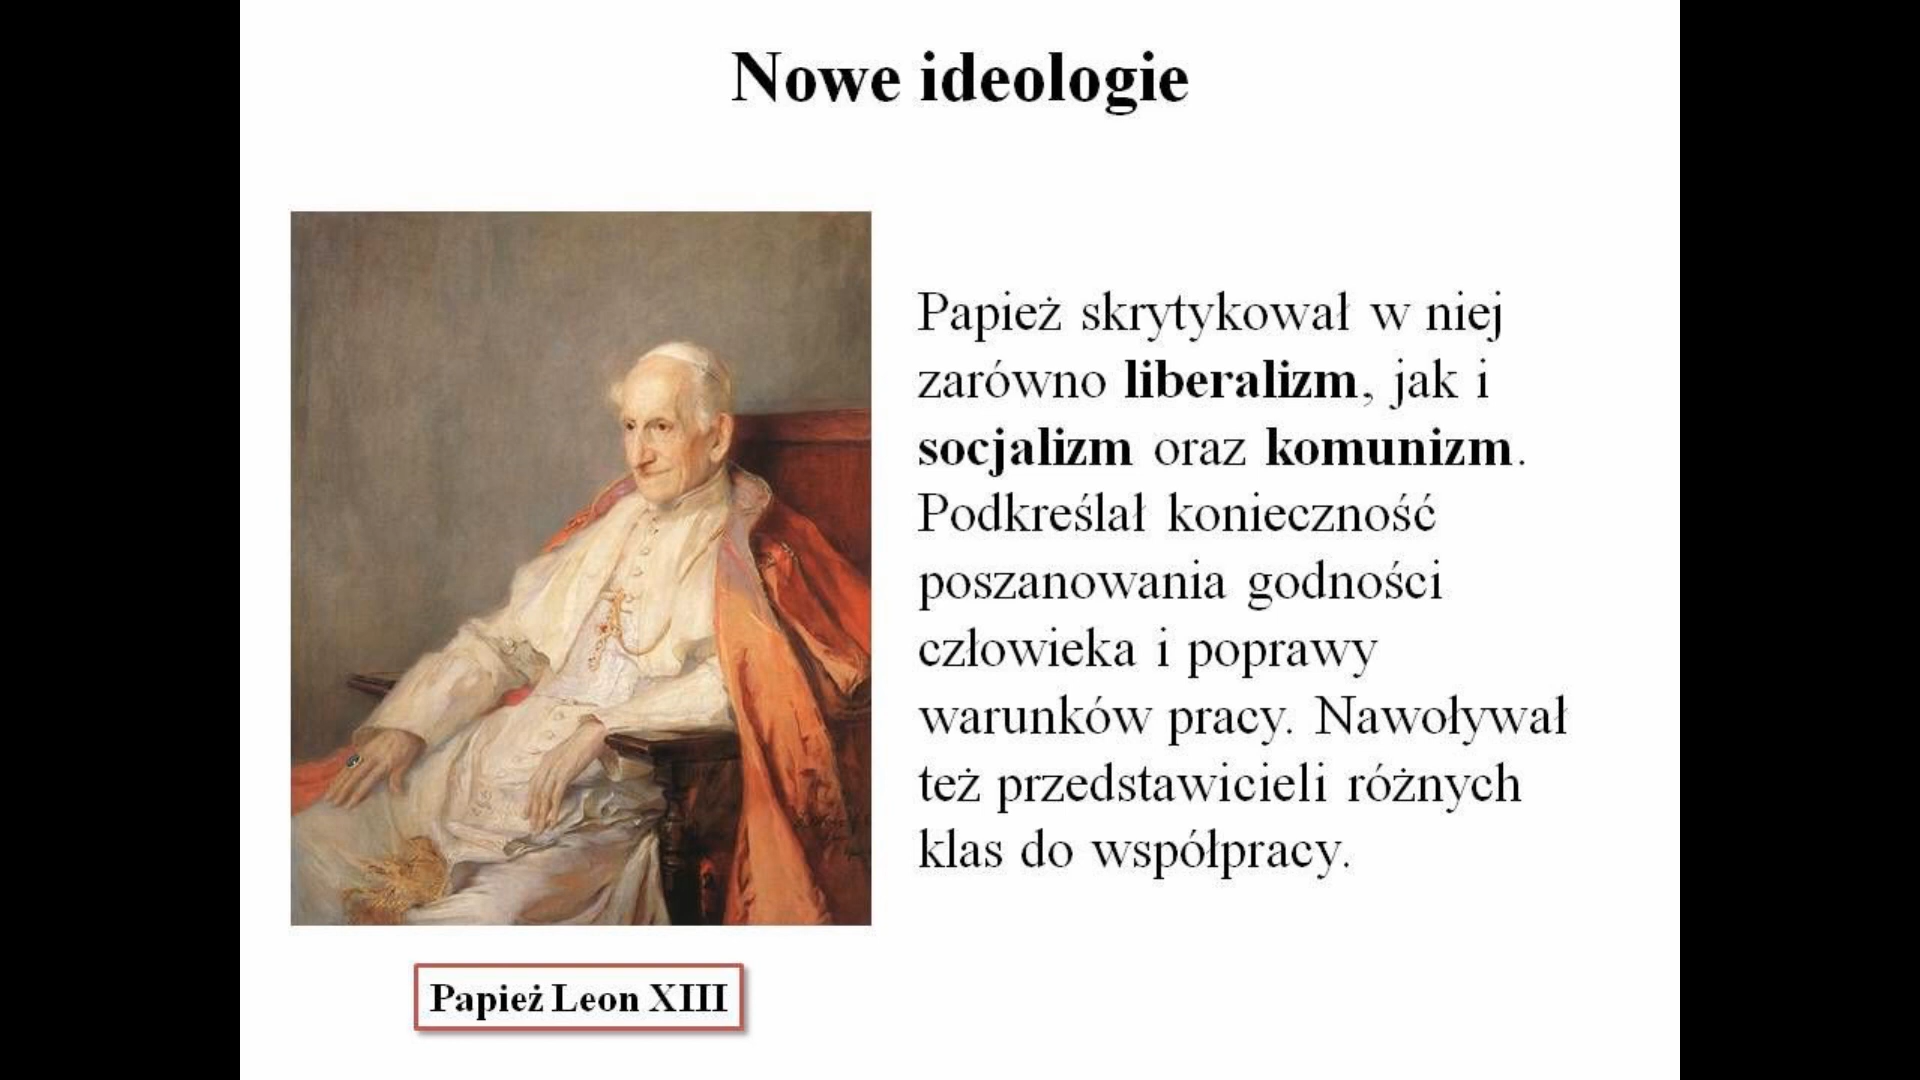 Nowe ideologie
Papież skrytykował w niej
zarówno liberalizm, jak i
socjalizm oraz komunizm.
Podkreślał konieczność
poszanowania godności
człowieka i poprawy
warunków pracy. Nawoływał
też przedstawicieli różnych
klas do współpracy.
Papież Leon XIII